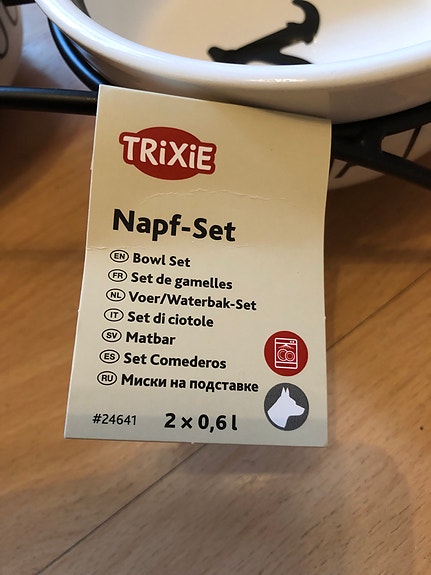 TRiXiE
Napf-Set
EN Bowl Set
FR Set de gamelles
NL Voer/Waterbak-Set
IT Set di ciotole
SV Matbar
ES Set Comederos
RU Миски на подставке
#24641 2 x 0,6 l